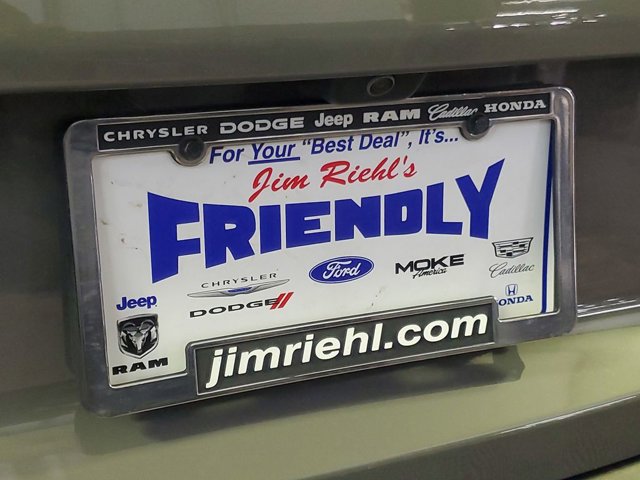 CHRYSLER DODGE Jeep RAM Cadillac HONDA
For Your "Best Deal", It's...
Jim Riehl's
FRIENDLY
CHRYSLER
DODGE
Ford
MOKE
America
Cadillac
Jeep
HONDA
RAM
jimriehl.com